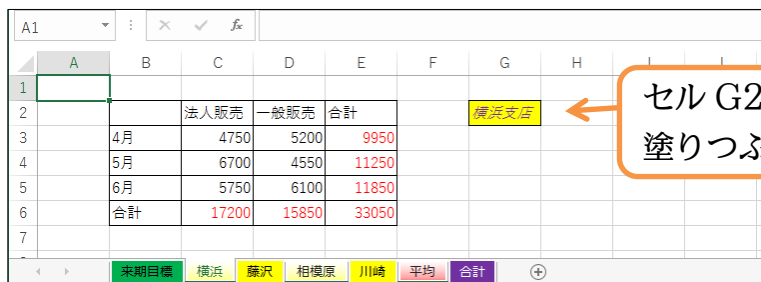 A1 fx
A B C D E F G H
1
2 法人販売 一般販売 合計 横浜支店
3 4月 4750 5200 9950
4 5月 6700 4550 11250
5 6月 5750 6100 11850
6 合計 17200 15850 33050
7
セル G2
塗りつぶ
来期目標 横浜 藤沢 相模原 川崎 平均 合計